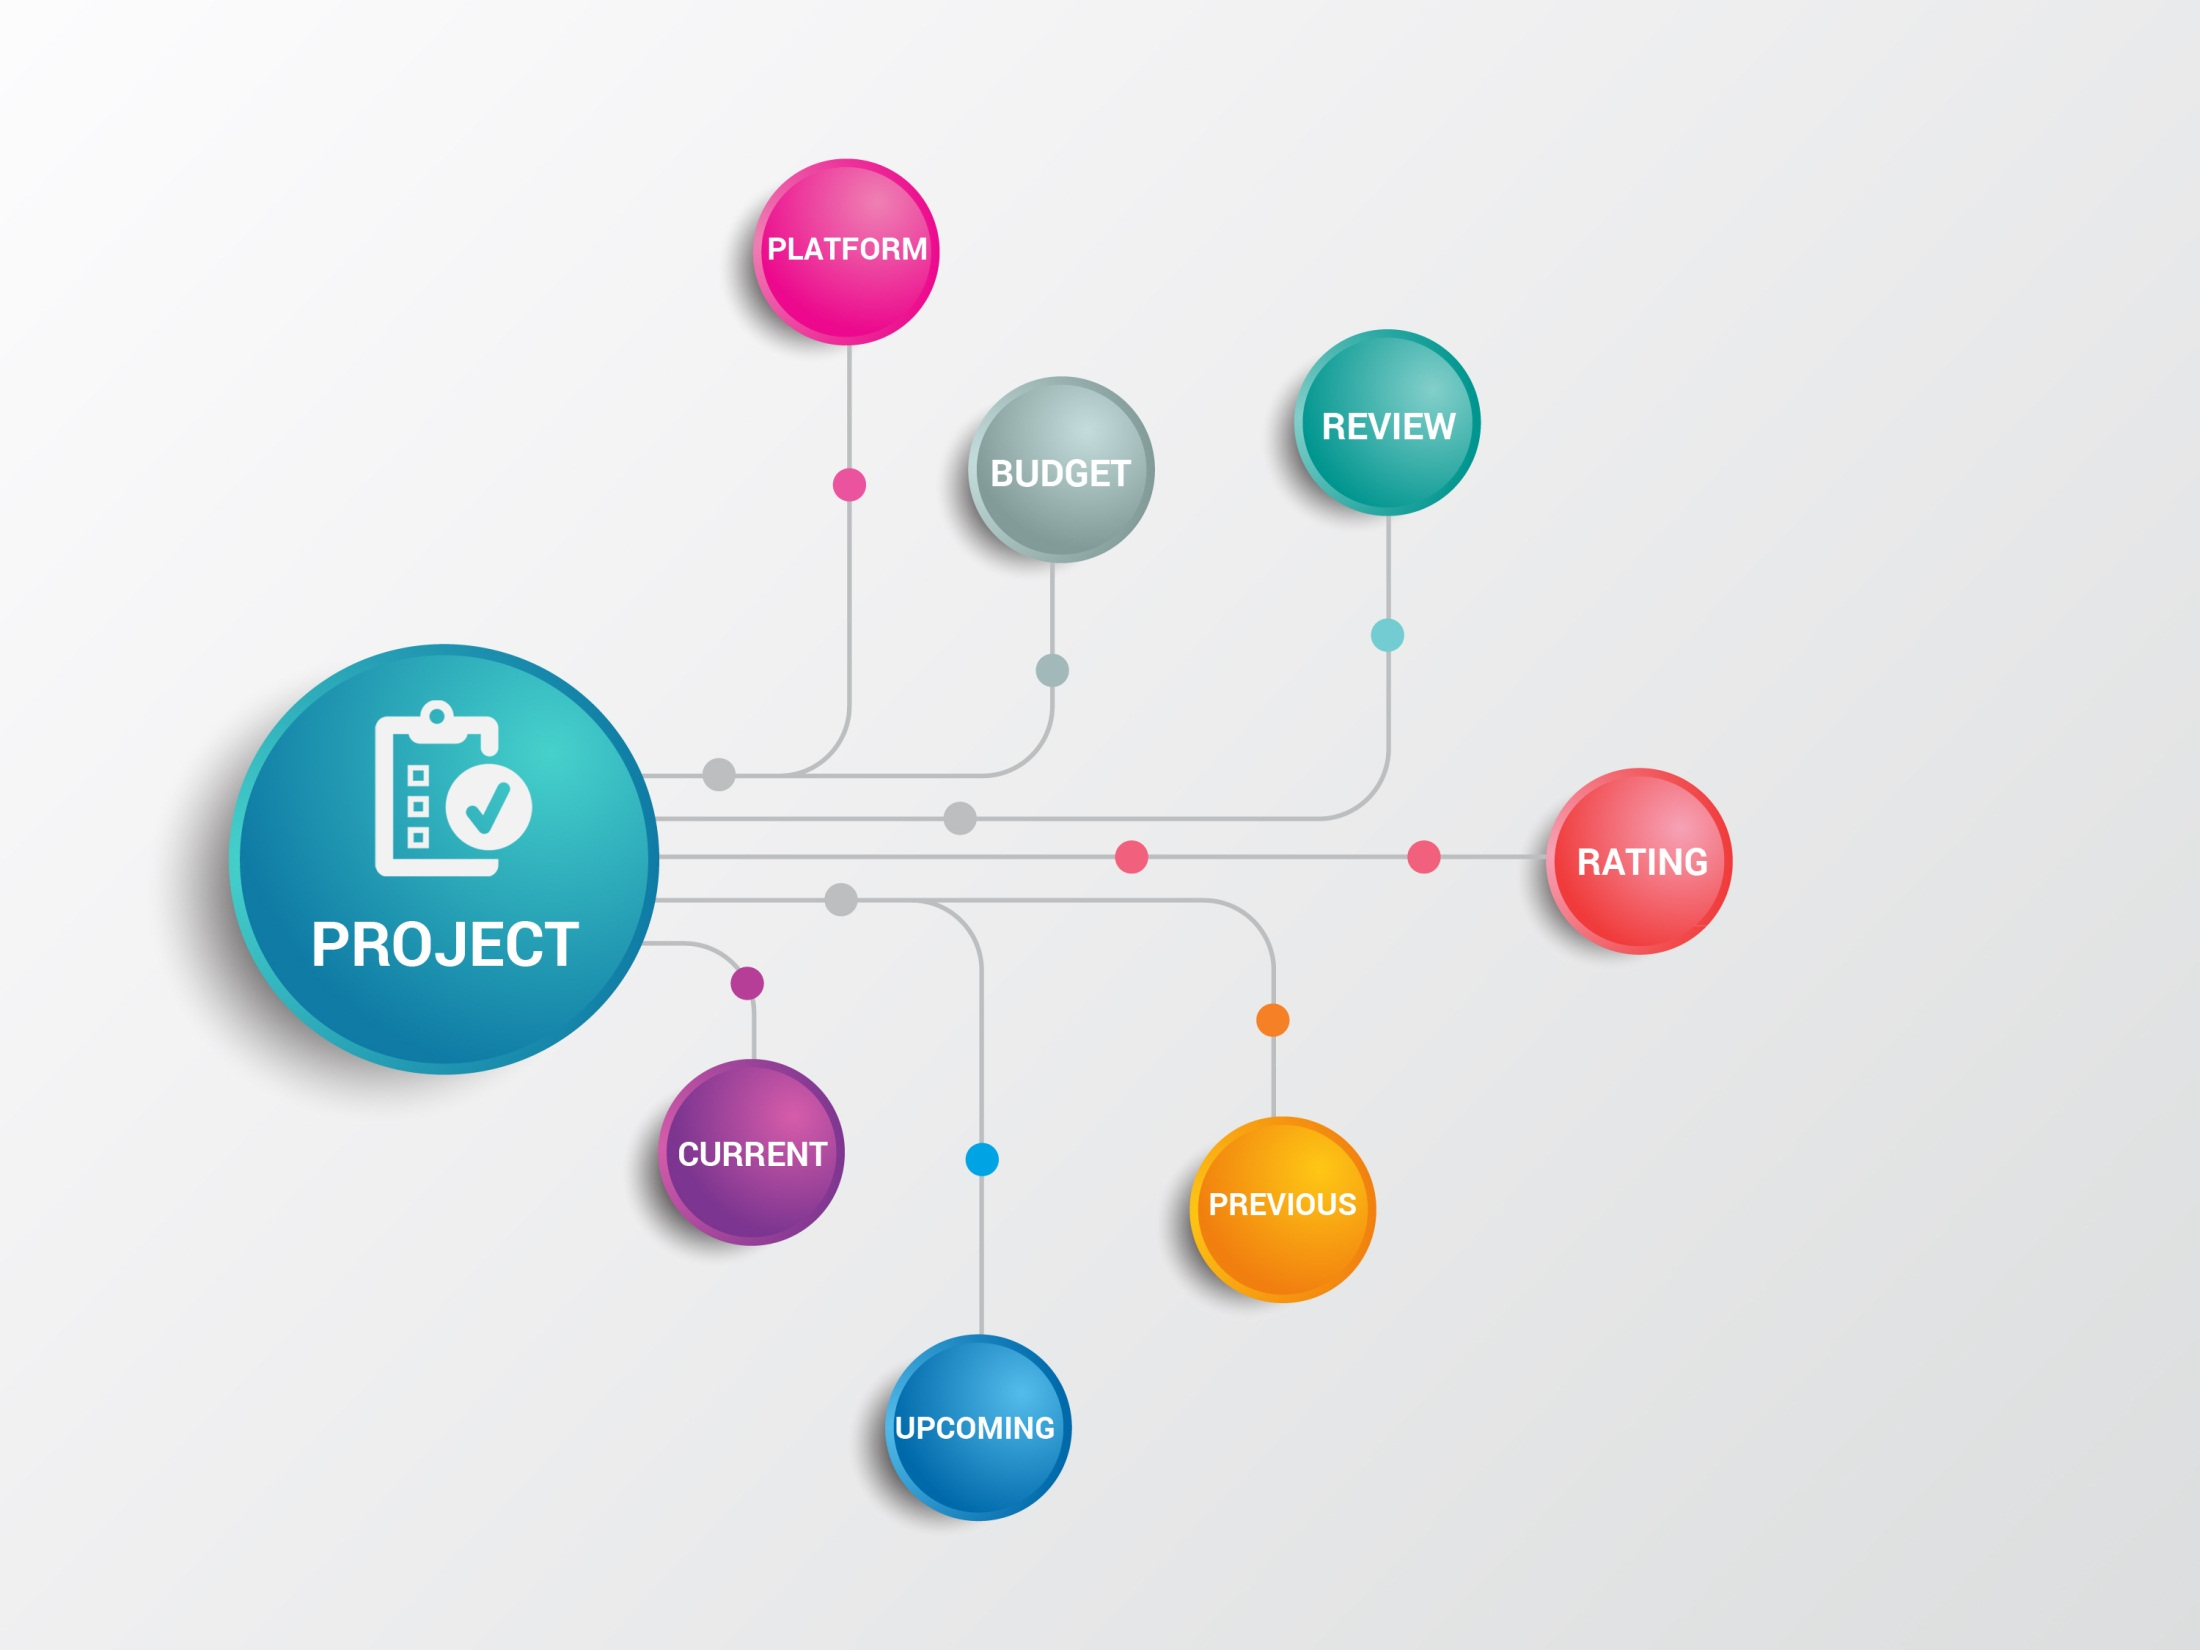 PLATFORM
REVIEW
BUDGET
RATING
PROJECT
CURRENT
PREVIOUS
UPCOMING